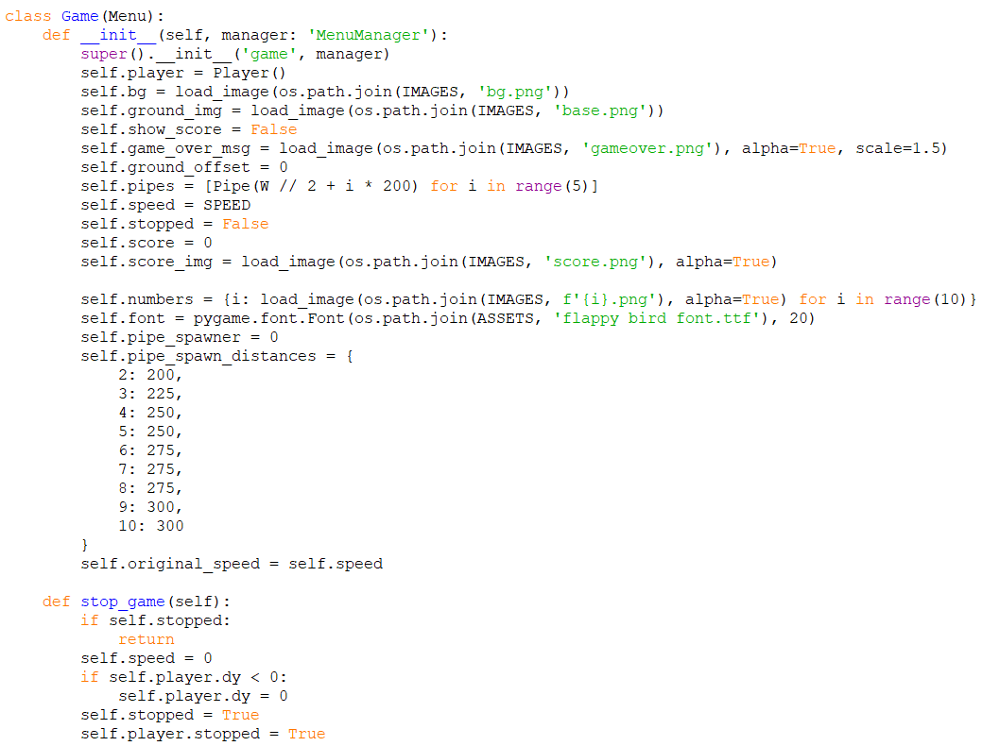 class Game(Menu):
    def __init__(self, manager: 'MenuManager'):
        super().__init__('game', manager)
        self.player = Player()
        self.bg = load_image(os.path.join(IMAGES, 'bg.png'))
        self.ground_img = load_image(os.path.join(IMAGES, 'base.png'))
        self.show_score = False
        self.game_over_msg = load_image(os.path.join(IMAGES, 'gameover.png'), alpha=True, scale=1.5)
        self.ground_offset = 0
        self.pipes = [Pipe(W // 2 + i * 200) for i in range(5)]
        self.speed = SPEED
        self.stopped = False
        self.score = 0
        self.score_img = load_image(os.path.join(IMAGES, 'score.png'), alpha=True)

        self.numbers = {i: load_image(os.path.join(IMAGES, f'{i}.png'), alpha=True) for i in range(10)}
        self.font = pygame.font.Font(os.path.join(ASSETS, 'flappy bird font.ttf'), 20)
        self.pipe_spawner = 0
        self.pipe_spawn_distances = {
            2: 200,
            3: 225,
            4: 250,
            5: 250,
            6: 275,
            7: 275,
            8: 275,
            9: 300,
            10: 300
        }
        self.original_speed = self.speed

    def stop_game(self):
        if self.stopped:
            return
        self.speed = 0
        if self.player.dy < 0:
            self.player.dy = 0
        self.stopped = True
        self.player.stopped = True